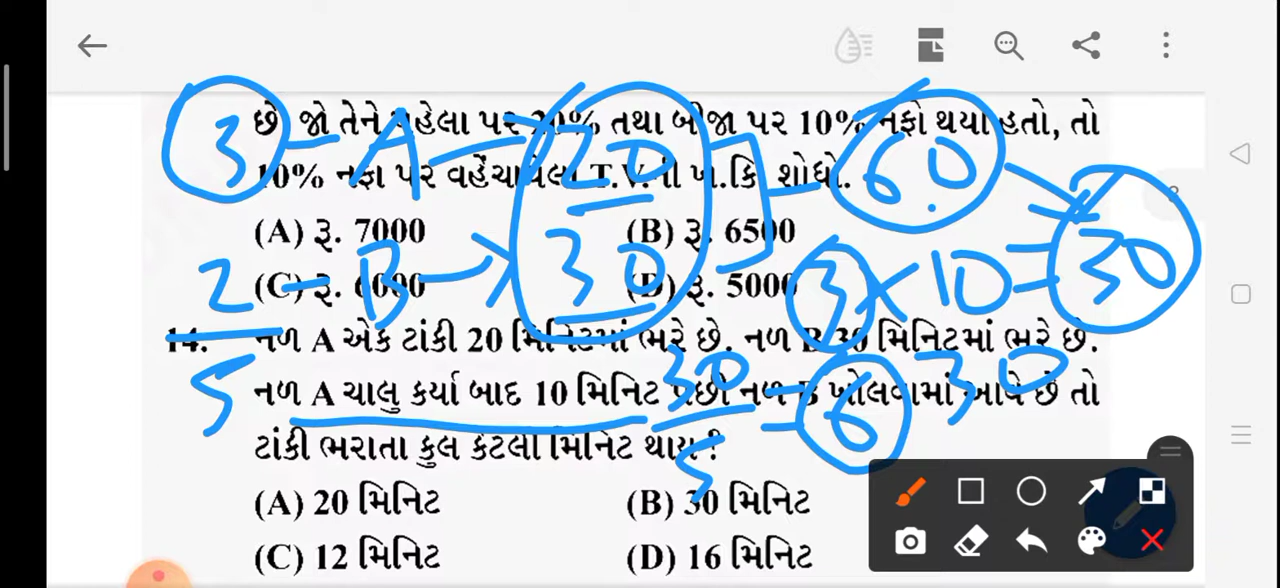 છે, જો તેને પહેલા પર 20% તથા બીજા પર 10% નફો થયો હતો, તો
10% નફા પર વહેંચાયેલા T.V.ની ખ.કિ. શોધો.
(A) રૂ. 7000 (B) રૂ. 6500
(C) રૂ. 6000 (D) રૂ. 5000
14. નળ A એક ટાંકી 20 મિનિટમાં ભરે છે. નળ B 30 મિનિટમાં ભરે છે.
નળ A ચાલુ કર્યા બાદ 10 મિનિટ પછી નળ B ખોલવામાં આવે છે તો
ટાંકી ભરાતા કુલ કેટલી મિનિટ થાય ?
(A) 20 મિનિટ (B) 30 મિનિટ
(C) 12 મિનિટ (D) 16 મિનિટ
3 – A – 20
2 – B → 30
5
60
3 × 10 = 30
30/5 = 6
30